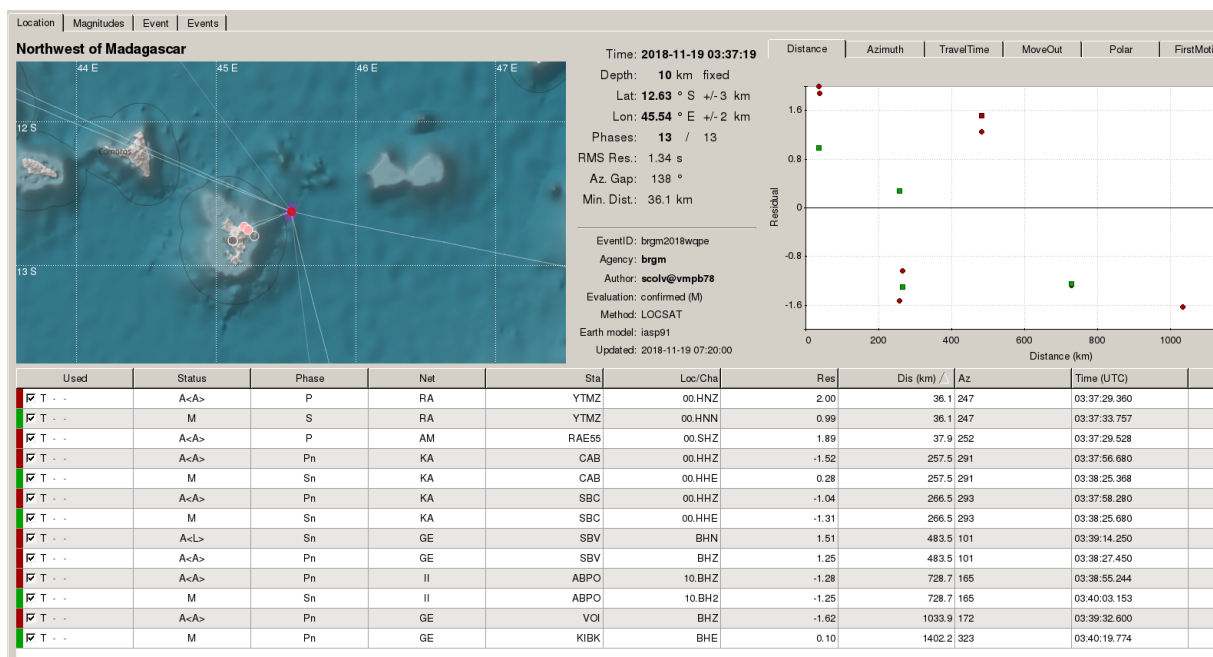 Location Magnitudes Event Events
Northwest of Madagascar
44 E 45 E 46 E 47 E
12 S
Comoros
13 S
Time: 2018-11-19 03:37:19
Depth: 10 km fixed
Lat: 12.63 ° S +/- 3 km
Lon: 45.54 ° E +/- 2 km
Phases: 13 / 13
RMS Res.: 1.34 s
Az. Gap: 138 °
Min. Dist.: 36.1 km
EventID: brgm2018wqpe
Agency: brgm
Author: scolv@vmpb78
Evaluation: confirmed (M)
Method: LOCSAT
Earth model: iasp91
Updated: 2018-11-19 07:20:00
Distance Azimuth TravelTime MoveOut Polar FirstMoti
Residual
1.6
0.8
0
-0.8
-1.6
0 200 400 600 800 1000
Distance (km)
Used Status Phase Net Sta Loc/Cha Res Dis (km) Az Time (UTC)
T - - A<A> P RA YTMZ 00.HNZ 2.00 36.1 247 03:37:29.360
T - - M S RA YTMZ 00.HNN 0.99 36.1 247 03:37:33.757
T - - A<A> P AM RAE55 00.SHZ 1.89 37.9 252 03:37:29.528
T - - A<A> Pn KA CAB 00.HHZ -1.52 257.5 291 03:37:56.680
T - - M Sn KA CAB 00.HHE 0.28 257.5 291 03:38:25.368
T - - A<A> Pn KA SBC 00.HHZ -1.04 266.5 293 03:37:58.280
T - - M Sn KA SBC 00.HHE -1.31 266.5 293 03:38:25.680
T - - A<L> Sn GE SBV BHN 1.51 483.5 101 03:39:14.250
T - - A<A> Pn GE SBV BHZ 1.25 483.5 101 03:38:27.450
T - - A<A> Pn II ABPO 10.BHZ -1.28 728.7 165 03:38:55.244
T - - M Sn II ABPO 10.BH2 -1.25 728.7 165 03:40:03.153
T - - A<A> Pn GE VOI BHZ -1.62 1033.9 172 03:39:32.600
T - - M Pn GE KIBK BHE 0.10 1402.2 323 03:40:19.774